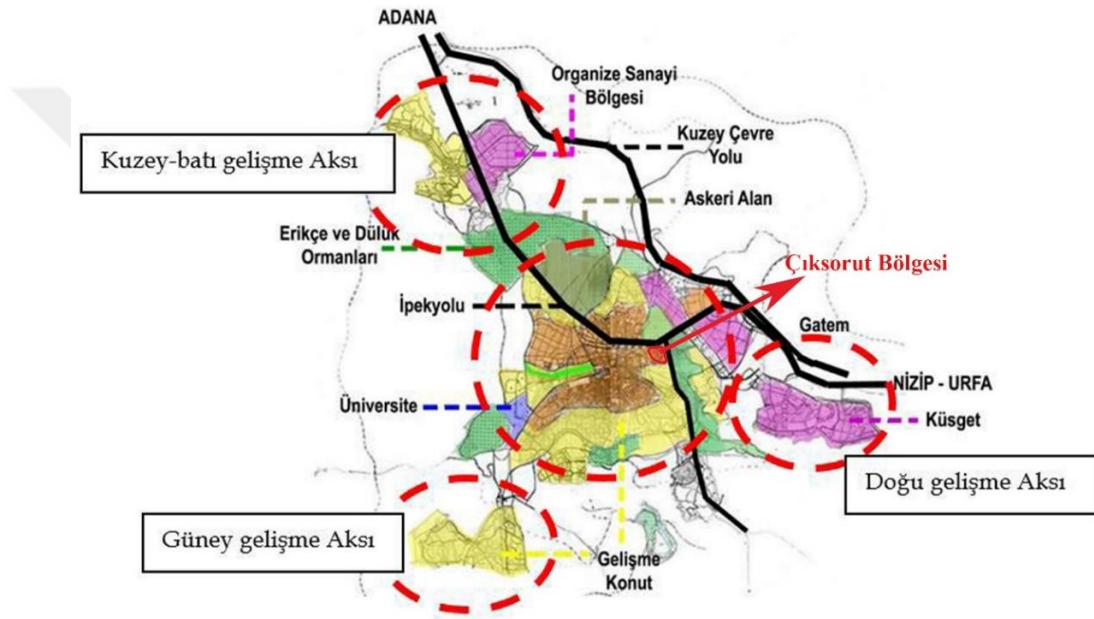 ADANA
Organize Sanayi
Bölgesi
Kuzey Çevre
Yolu
Kuzey-batı gelişme Aksı
Askeri Alan
Erikçe ve Dülük
Ormanları
Çıksorut Bölgesi
İpekyolu
Gatem
NİZİP - URFA
Üniversite
Küsget
Doğu gelişme Aksı
Güney gelişme Aksı
Gelişme
Konut